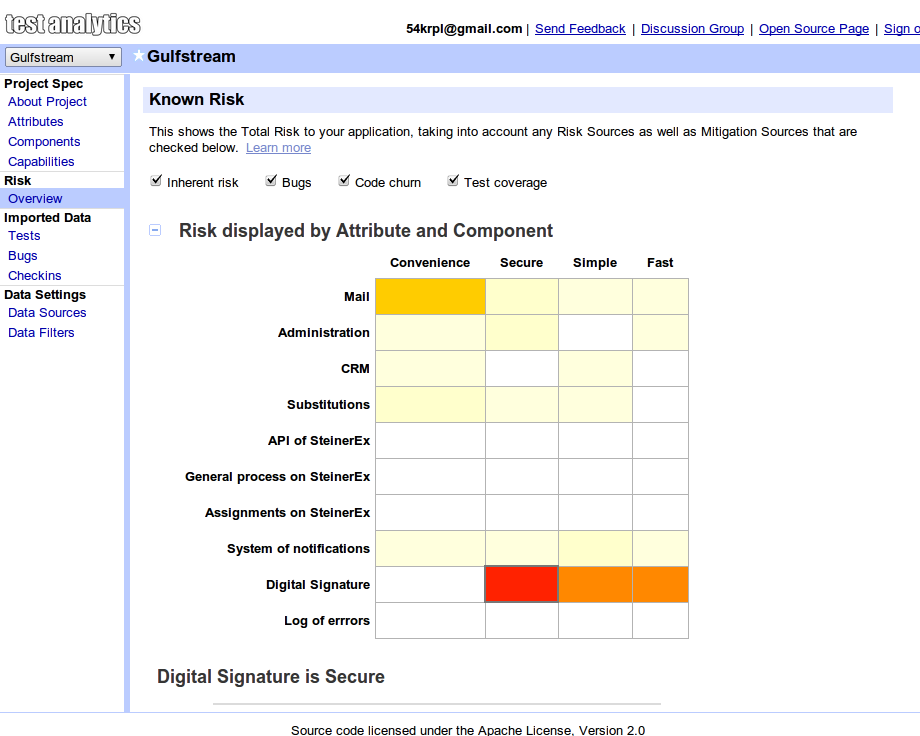 test analytics
54krpl@gmail.com | Send Feedback | Discussion Group | Open Source Page | Sign o
Gulfstream ▼ ★Gulfstream
Project Spec
About Project
Attributes
Components
Capabilities
Risk
Overview
Imported Data
Tests
Bugs
Checkins
Data Settings
Data Sources
Data Filters
Known Risk
This shows the Total Risk to your application, taking into account any Risk Sources as well as Mitigation Sources that are
checked below. Learn more
Inherent risk Bugs Code churn Test coverage
Risk displayed by Attribute and Component
Convenience Secure Simple Fast
Mail
Administration
CRM
Substitutions
API of SteinerEx
General process on SteinerEx
Assignments on SteinerEx
System of notifications
Digital Signature
Log of errrors
Digital Signature is Secure
Source code licensed under the Apache License, Version 2.0